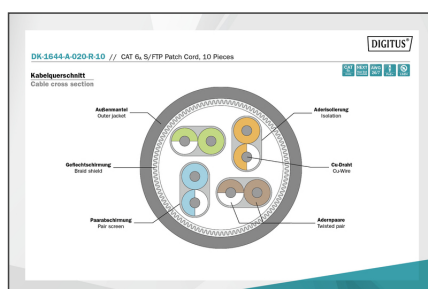 DIGITUS®
DK-1644-A-020-R-10 // CAT 6A S/FTP Patch Cord, 10 Pieces
Kabelquerschnitt
Cable cross section
Außenmantel
Outer jacket
Aderisolierung
Isolation
Geflechtschirmung
Braid shield
Cu-Draht
Cu-Wire
Paarabschirmung
Pair screen
Adernpaare
Twisted pair